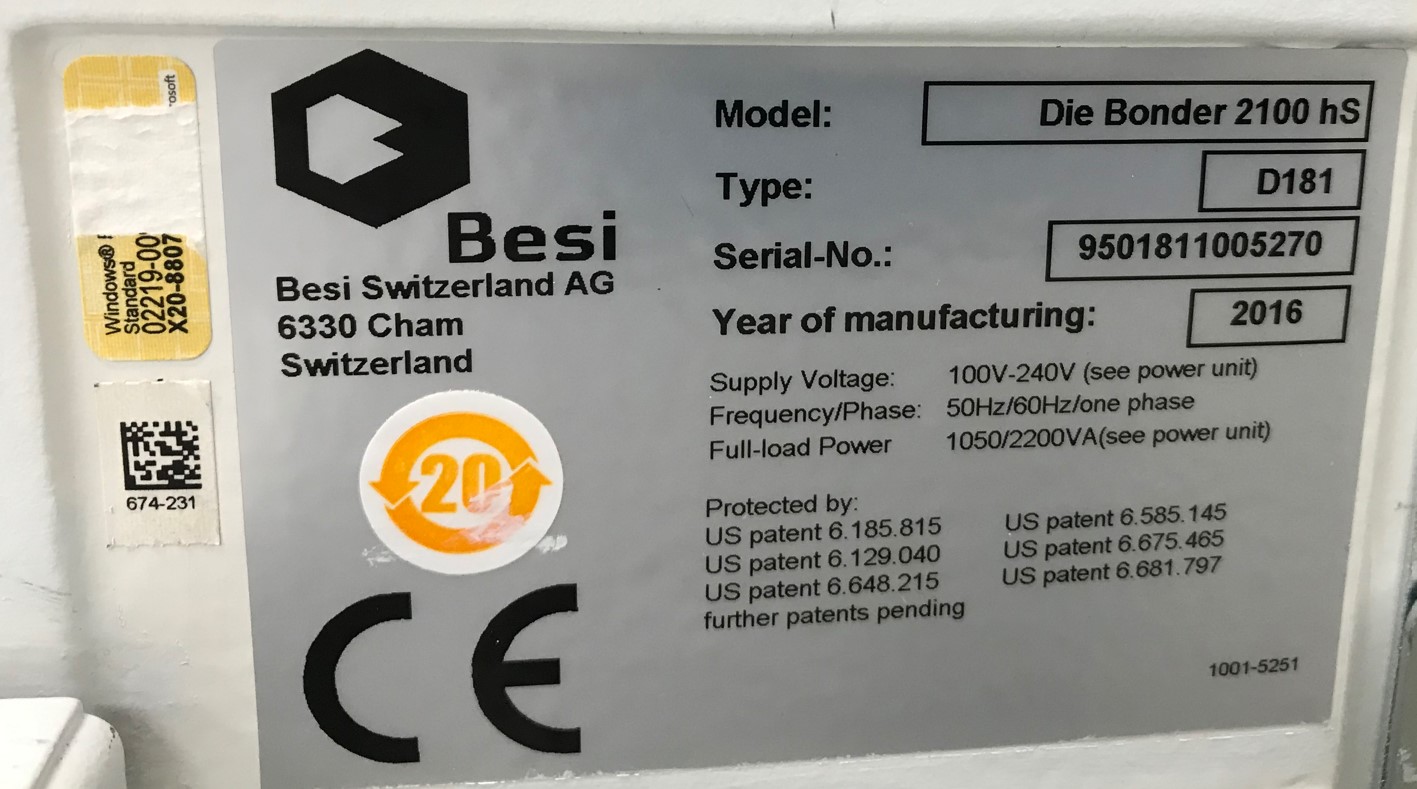 Besi
Besi Switzerland AG
6330 Cham
Switzerland
Model: Die Bonder 2100 hS
Type: D181
Serial-No.: 9501811005270
Year of manufacturing: 2016
Supply Voltage: 100V-240V (see power unit)
Frequency/Phase: 50Hz/60Hz/one phase
Full-load Power 1050/2200VA(see power unit)
Protected by:
US patent 6.185.815 US patent 6.585.145
US patent 6.129.040 US patent 6.675.465
US patent 6.648.215 US patent 6.681.797
further patents pending
1001-5251
20
CE
rosoft
Windows®
Standard
02219-00
X20-8807
674-231